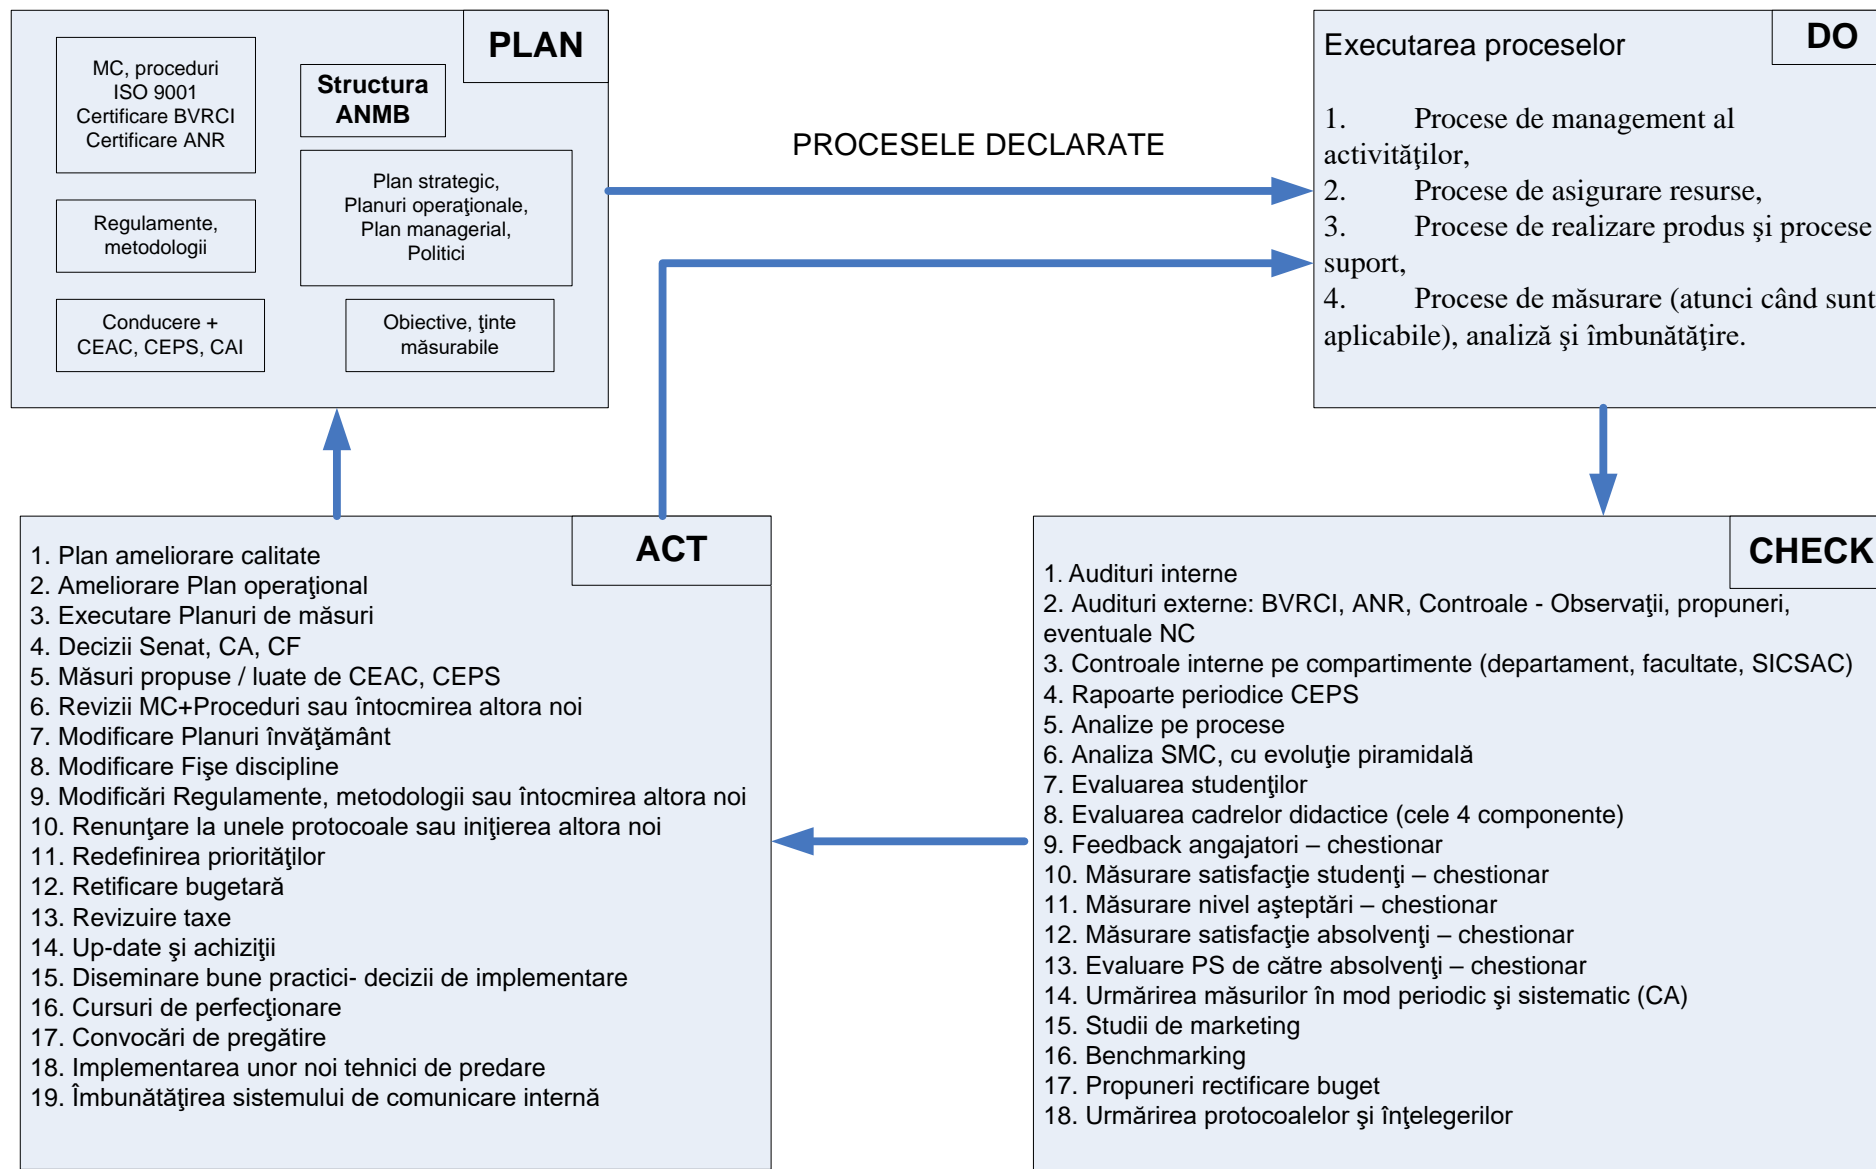 PLAN
MC, proceduri
ISO 9001
Certificare BVRCI
Certificare ANR
Structura
ANMB
Regulamente,
metodologii
Plan strategic,
Planuri operaţionale,
Plan managerial,
Politici
Conducere +
CEAC, CEPS, CAI
Obiective, ţinte
măsurabile
PROCESELE DECLARATE
DO
Executarea proceselor
1. Procese de management al
activităţilor,
2. Procese de asigurare resurse,
3. Procese de realizare produs şi procese
suport,
4. Procese de măsurare (atunci când sunt
aplicabile), analiză şi îmbunătăţire.
ACT
1. Plan ameliorare calitate
2. Ameliorare Plan operaţional
3. Executare Planuri de măsuri
4. Decizii Senat, CA, CF
5. Măsuri propuse / luate de CEAC, CEPS
6. Revizii MC+Proceduri sau întocmirea altora noi
7. Modificare Planuri învăţământ
8. Modificare Fişe discipline
9. Modificări Regulamente, metodologii sau întocmirea altora noi
10. Renunţare la unele protocoale sau iniţierea altora noi
11. Redefinirea priorităţilor
12. Retificare bugetară
13. Revizuire taxe
14. Up-date şi achiziţii
15. Diseminare bune practici- decizii de implementare
16. Cursuri de perfecţionare
17. Convocări de pregătire
18. Implementarea unor noi tehnici de predare
19. Îmbunătăţirea sistemului de comunicare internă
CHECK
1. Audituri interne
2. Audituri externe: BVRCI, ANR, Controale - Observaţii, propuneri,
eventuale NC
3. Controale interne pe compartimente (departament, facultate, SICSAC)
4. Rapoarte periodice CEPS
5. Analize pe procese
6. Analiza SMC, cu evoluţie piramidală
7. Evaluarea studenţilor
8. Evaluarea cadrelor didactice (cele 4 componente)
9. Feedback angajatori – chestionar
10. Măsurare satisfacţie studenţi – chestionar
11. Măsurare nivel aşteptări – chestionar
12. Măsurare satisfacţie absolvenţi – chestionar
13. Evaluare PS de către absolvenţi – chestionar
14. Urmărirea măsurilor în mod periodic şi sistematic (CA)
15. Studii de marketing
16. Benchmarking
17. Propuneri rectificare buget
18. Urmărirea protocoalelor şi înţelegerilor